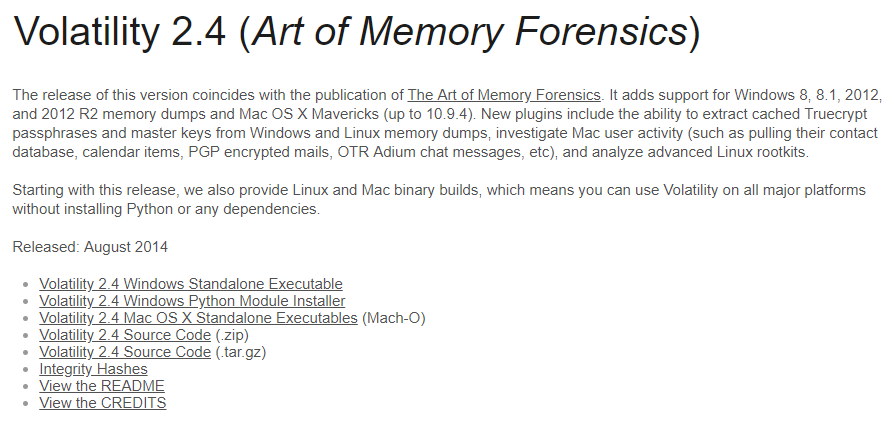 Volatility 2.4 (Art of Memory Forensics)
The release of this version coincides with the publication of The Art of Memory Forensics. It adds support for Windows 8, 8.1, 2012,
and 2012 R2 memory dumps and Mac OS X Mavericks (up to 10.9.4). New plugins include the ability to extract cached Truecrypt
passphrases and master keys from Windows and Linux memory dumps, investigate Mac user activity (such as pulling their contact
database, calendar items, PGP encrypted mails, OTR Adium chat messages, etc), and analyze advanced Linux rootkits.
Starting with this release, we also provide Linux and Mac binary builds, which means you can use Volatility on all major platforms
without installing Python or any dependencies.
Released: August 2014
Volatility 2.4 Windows Standalone Executable
Volatility 2.4 Windows Python Module Installer
Volatility 2.4 Mac OS X Standalone Executables (Mach-O)
Volatility 2.4 Source Code (.zip)
Volatility 2.4 Source Code (.tar.gz)
Integrity Hashes
View the README
View the CREDITS